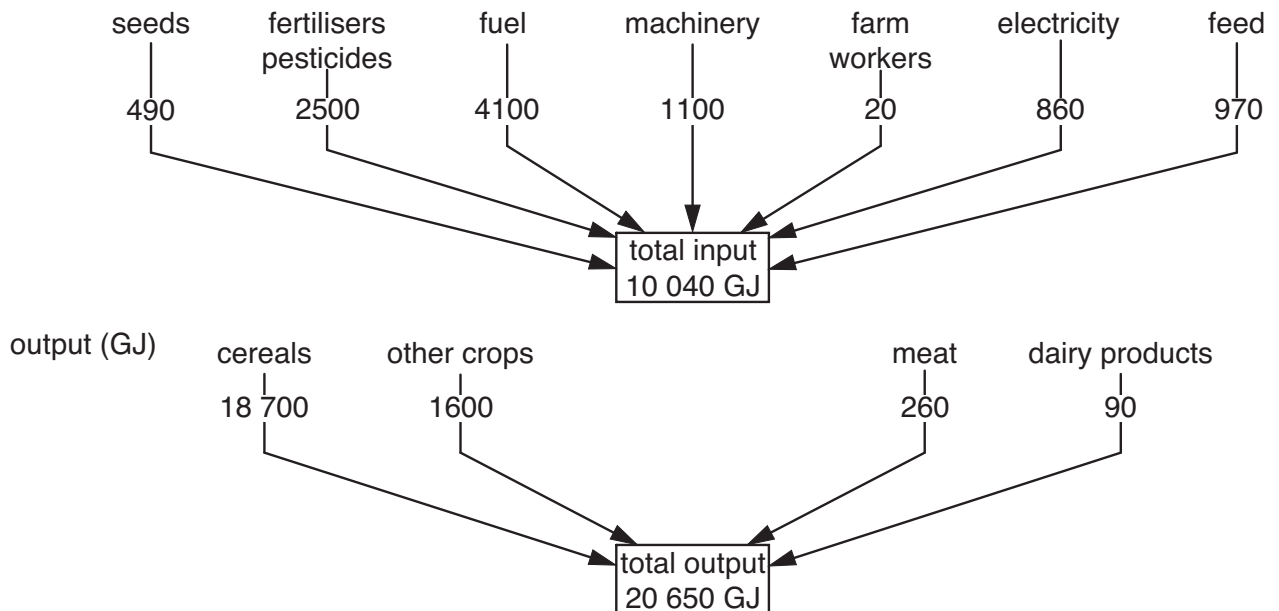 seeds fertilisers fuel machinery farm electricity feed
pesticides workers
490 2500 4100 1100 20 860 970
total input
10 040 GJ
output (GJ) cereals other crops meat dairy products
18 700 1600 260 90
total output
20 650 GJ